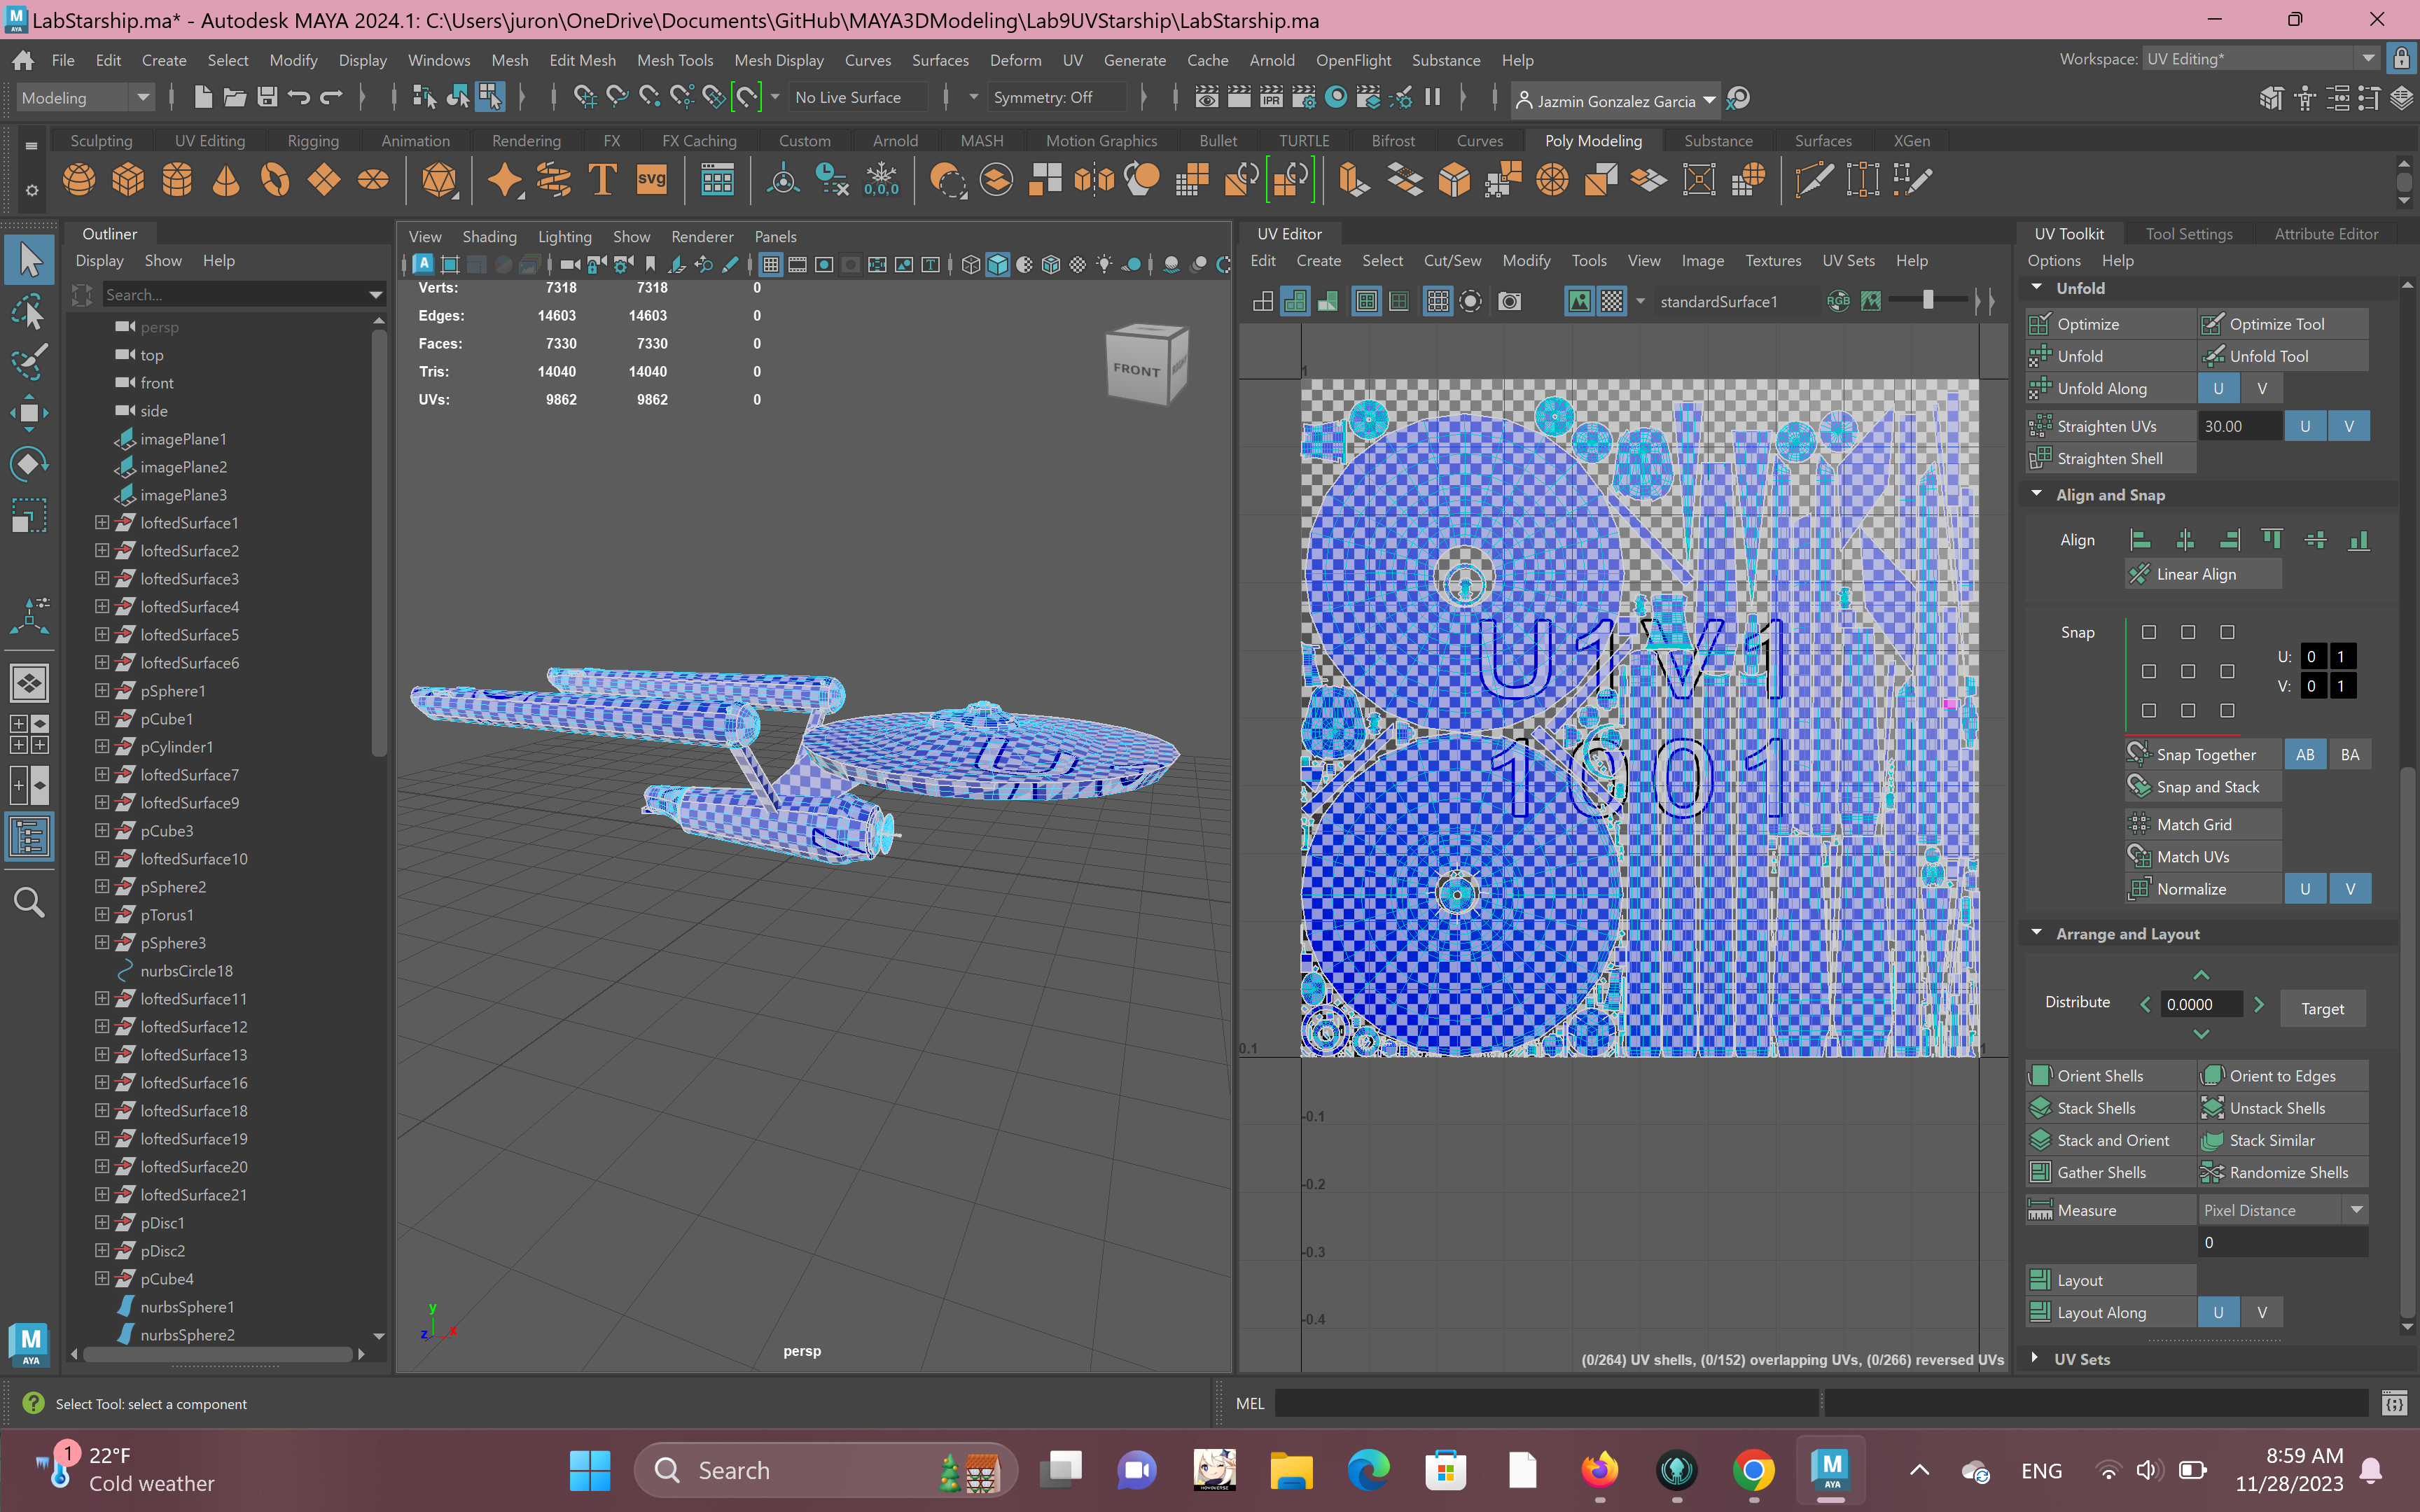 LabStarship.ma* - Autodesk MAYA 2024.1: C:\Users\juron\OneDrive\Documents\GitHub\MAYA3DModeling\Lab9UVStarship\LabStarship.ma
File Edit Create Select Modify Display Windows Mesh Edit Mesh Mesh Tools Mesh Display Curves Surfaces Deform UV Generate Cache Arnold OpenFlight Substance Help
Workspace: UV Editing*
Modeling
No Live Surface
Symmetry: Off
IPR
Jazmin Gonzalez Garcia
Sculpting UV Editing Rigging Animation Rendering FX FX Caching Custom Arnold MASH Motion Graphics Bullet TURTLE Bifrost Curves Poly Modeling Substance Surfaces XGen
T
svg
0,0,0
Outliner
Display Show Help
Search...
persp
top
front
side
imagePlane1
imagePlane2
imagePlane3
loftedSurface1
loftedSurface2
loftedSurface3
loftedSurface4
loftedSurface5
loftedSurface6
pSphere1
pCube1
pCylinder1
loftedSurface7
loftedSurface9
pCube3
loftedSurface10
pSphere2
pTorus1
pSphere3
nurbsCircle18
loftedSurface11
loftedSurface12
loftedSurface13
loftedSurface16
loftedSurface18
loftedSurface19
loftedSurface20
loftedSurface21
pDisc1
pDisc2
pCube4
nurbsSphere1
nurbsSphere2
View Shading Lighting Show Renderer Panels
Verts: 7318 7318 0
Edges: 14603 14603 0
Faces: 7330 7330 0
Tris: 14040 14040 0
UVs: 9862 9862 0
FRONT
RIGHT
y
z x
persp
UV Editor
Edit Create Select Cut/Sew Modify Tools View Image Textures UV Sets Help
standardSurface1
RGB
1
U1V1
1001
0.1
1
-0.1
-0.2
-0.3
-0.4
(0/264) UV shells, (0/152) overlapping UVs, (0/266) reversed UVs
UV Toolkit Tool Settings Attribute Editor
Options Help
Unfold
Optimize Optimize Tool
Unfold Unfold Tool
Unfold Along U V
Straighten UVs 30.00 U V
Straighten Shell
Align and Snap
Align
Linear Align
Snap
U: 0 1
V: 0 1
Snap Together AB BA
Snap and Stack
Match Grid
Match UVs
Normalize U V
Arrange and Layout
Distribute 0.0000 Target
Orient Shells Orient to Edges
Stack Shells Unstack Shells
Stack and Orient Stack Similar
Gather Shells Randomize Shells
Measure Pixel Distance
0
Layout
Layout Along U V
UV Sets
M
AYA
Select Tool: select a component
MEL
1
22°F
Cold weather
Search
M
AYA
ENG
8:59 AM
11/28/2023